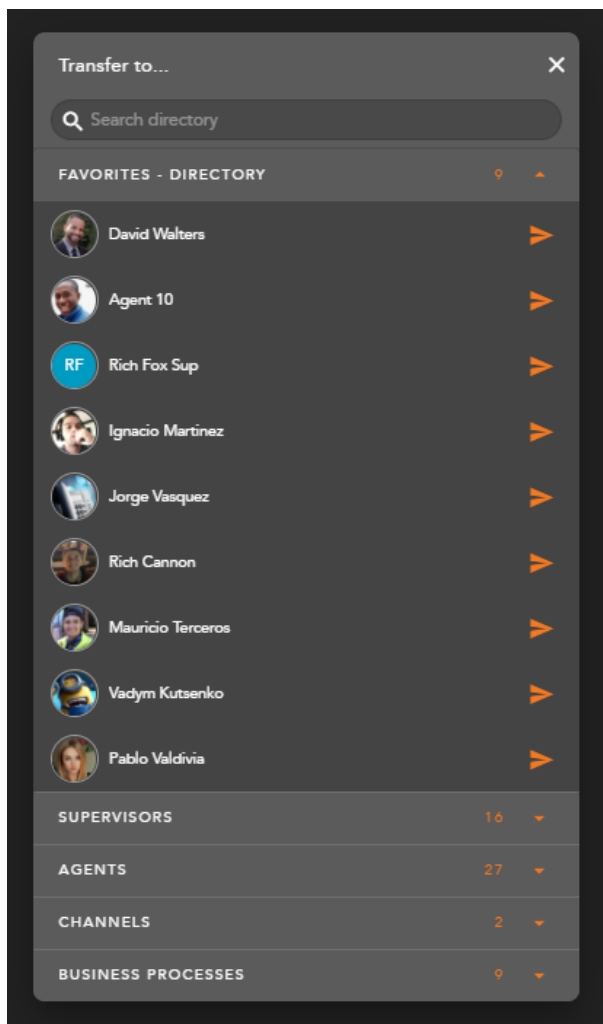 Transfer to...
Search directory
FAVORITES - DIRECTORY 9
David Walters
Agent 10
RF Rich Fox Sup
Ignacio Martinez
Jorge Vasquez
Rich Cannon
Mauricio Terceros
Vadym Kutsenko
Pablo Valdivia
SUPERVISORS 16
AGENTS 27
CHANNELS 2
BUSINESS PROCESSES 9